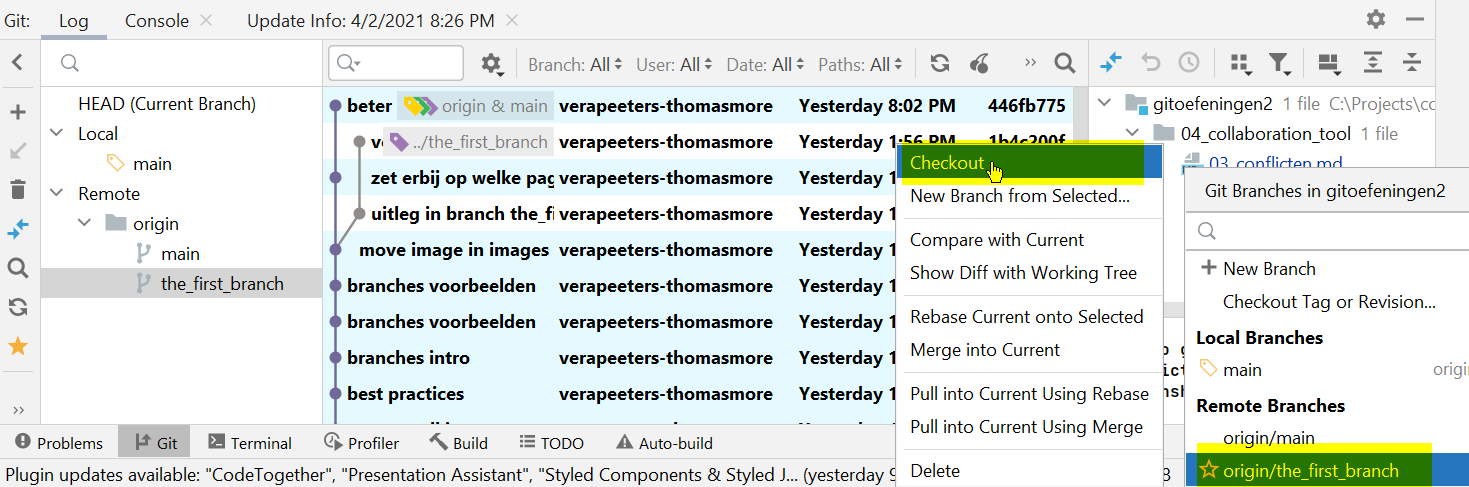 Git: Log Console Update Info: 4/2/2021 8:26 PM
Branch: All User: All Date: All Paths: All
HEAD (Current Branch)
Local
main
Remote
origin
main
the_first_branch
beter origin & main verapeeters-thomasmore Yesterday 8:02 PM 446fb775
../the_first_branch verapeeters-thomasmore Yesterday 1:56 PM 1b4c200f
zet erbij op welke pag verapeeters-thomasmore Yesterday 1
uitleg in branch the_fi verapeeters-thomasmore Yesterday 1
move image in images verapeeters-thomasmore Yesterday 1
branches voorbeelden verapeeters-thomasmore Yesterday 1
branches voorbeelden verapeeters-thomasmore Yesterday 1
branches intro verapeeters-thomasmore Yesterday 1
best practices verapeeters-thomasmore Yesterday 1
gitoefeningen2 1 file C:\Projects\cc
04_collaboration_tool 1 file
03_conflicten.md
Checkout
New Branch from Selected...
Compare with Current
Show Diff with Working Tree
Rebase Current onto Selected
Merge into Current
Pull into Current Using Rebase
Pull into Current Using Merge
Delete
Git Branches in gitoefeningen2
New Branch
Checkout Tag or Revision...
Local Branches
main origi
Remote Branches
origin/main
origin/the_first_branch
Problems Git Terminal Profiler Build TODO Auto-build
Plugin updates available: "CodeTogether", "Presentation Assistant", "Styled Components & Styled J... (yesterday 9